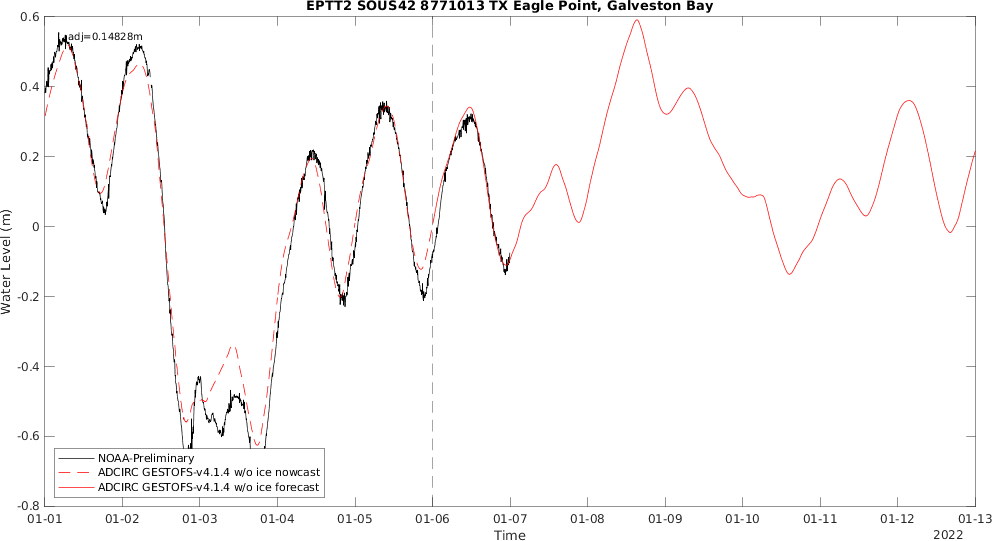 EPTT2 SOUS42 8771013 TX Eagle Point, Galveston Bay
adj=0.14828m
0.6
0.4
0.2
0
-0.2
-0.4
-0.6
-0.8
Water Level (m)
NOAA-Preliminary
ADCIRC GESTOFS-v4.1.4 w/o ice nowcast
ADCIRC GESTOFS-v4.1.4 w/o ice forecast
01-01 01-02 01-03 01-04 01-05 01-06 01-07 01-08 01-09 01-10 01-11 01-12 01-13
Time
2022